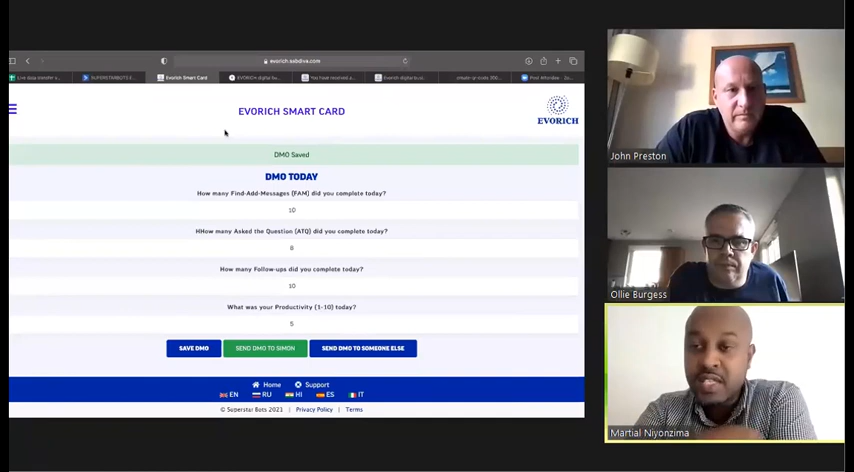 evorich.sabdiva.com
Evorich Smart Card
EVORICH SMART CARD
EVORICH
DMO Saved
DMO TODAY
How many Find-Add-Messages (FAM) did you complete today?
10
HHow many Asked the Question (ATQ) did you complete today?
8
How many Follow-ups did you complete today?
10
What was your Productivity (1-10) today?
5
SAVE DMO SEND DMO TO SIMON SEND DMO TO SOMEONE ELSE
Home Support
EN RU HI ES IT
© Superstar Bots 2021 | Privacy Policy | Terms
John Preston
Ollie Burgess
Martial Niyonzima